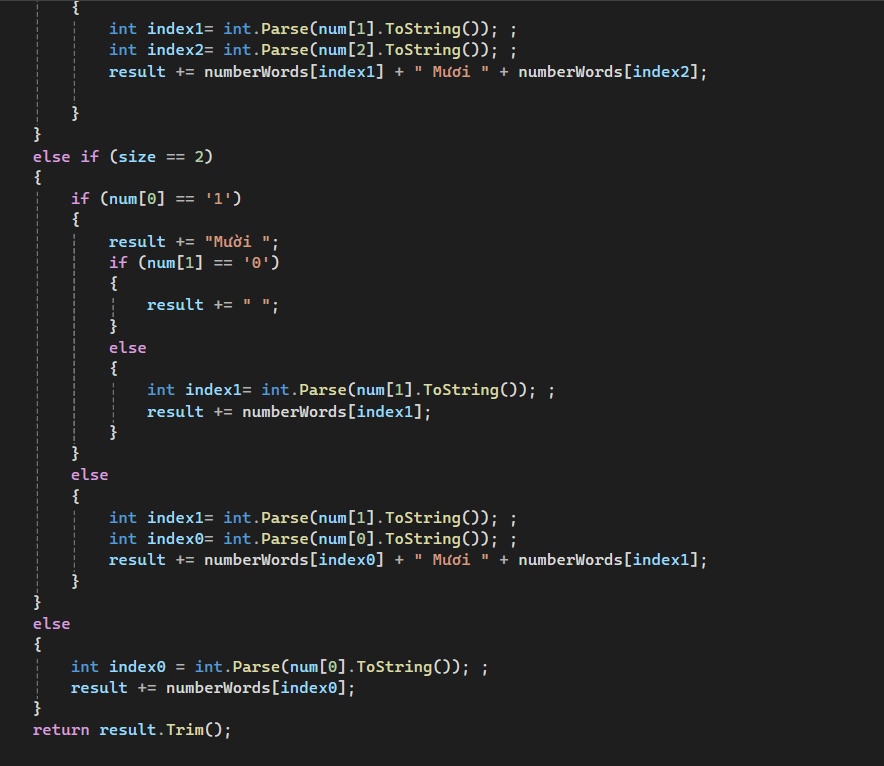 {
int index1= int.Parse(num[1].ToString()); ;
int index2= int.Parse(num[2].ToString()); ;
result += numberWords[index1] + " Mươi " + numberWords[index2];
}
}
else if (size == 2)
{
if (num[0] == '1')
{
result += "Mười ";
if (num[1] == '0')
{
result += " ";
}
else
{
int index1= int.Parse(num[1].ToString()); ;
result += numberWords[index1];
}
}
else
{
int index1= int.Parse(num[1].ToString()); ;
int index0= int.Parse(num[0].ToString()); ;
result += numberWords[index0] + " Mươi " + numberWords[index1];
}
}
else
{
int index0 = int.Parse(num[0].ToString()); ;
result += numberWords[index0];
}
return result.Trim();